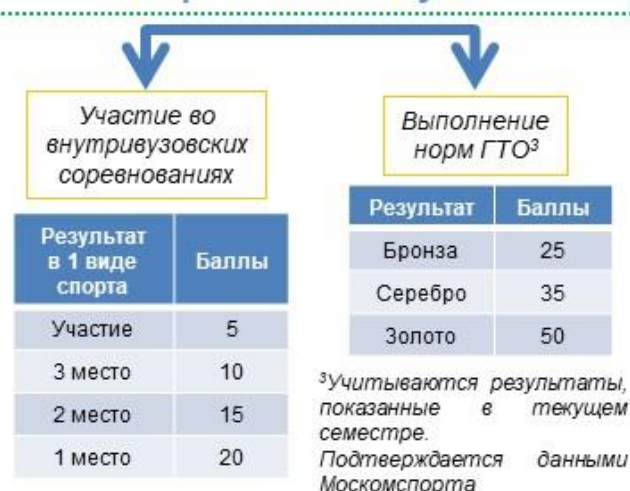 Участие во
внутривузовских
соревнованиях
Результат
в 1 виде
спорта
Баллы
Участие 5
3 место 10
2 место 15
1 место 20
Выполнение
норм ГТО³
Результат Баллы
Бронза 25
Серебро 35
Золото 50
³Учитываются результаты,
показанные в текущем
семестре.
Подтверждается данными
Москомспорта